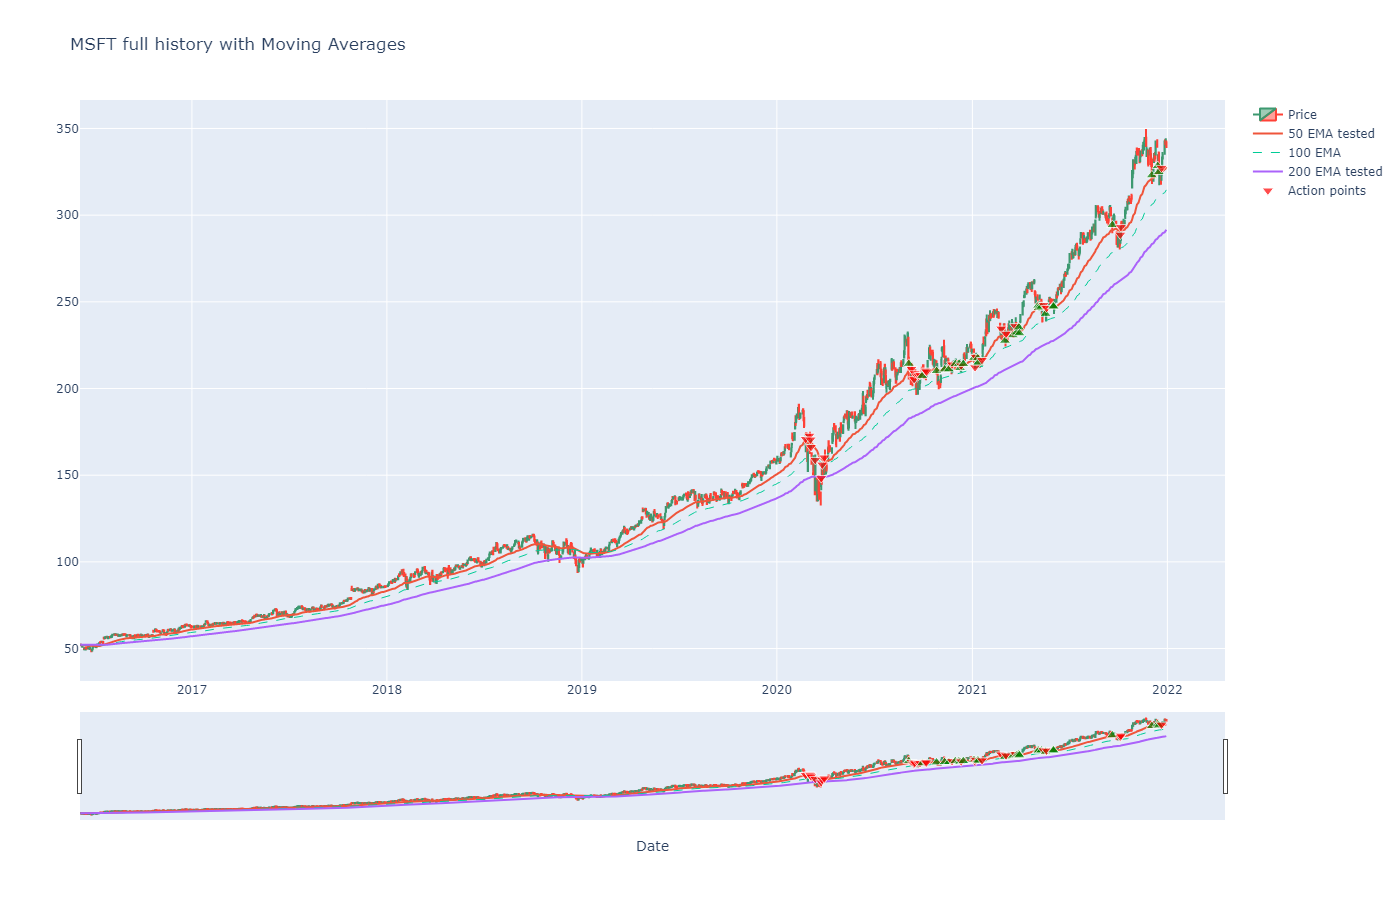 MSFT full history with Moving Averages
Price
50 EMA tested
100 EMA
200 EMA tested
Action points
350
300
250
200
150
100
50
2017 2018 2019 2020 2021 2022
Date